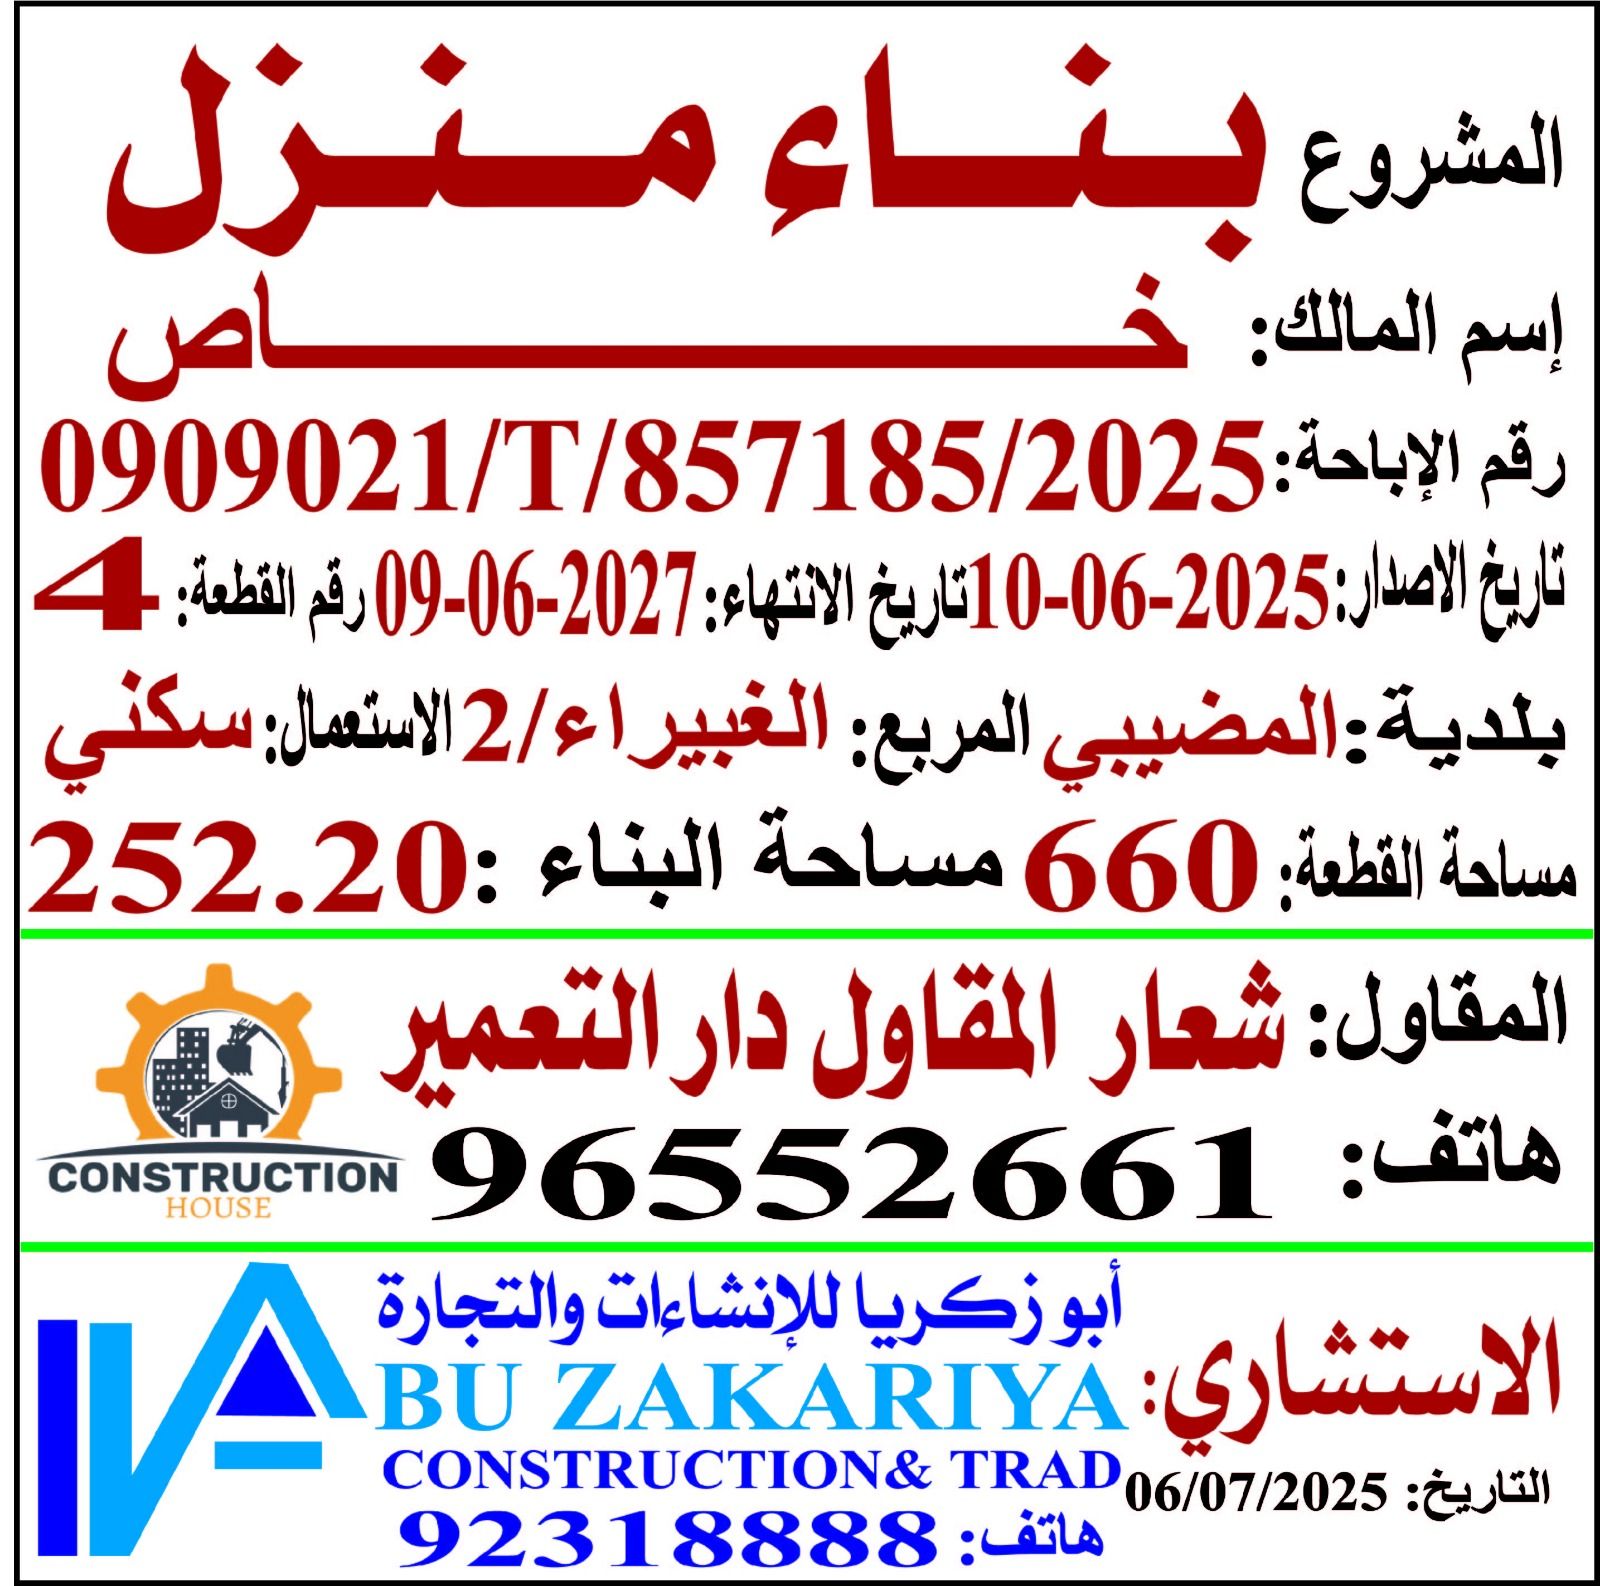 المشروع بناء منزل
إسم المالك: خاص
رقم الإباحة: 0909021/T/857185/2025
تاريخ الاصدار: 10-06-2025 تاريخ الانتهاء: 09-06-2027 رقم القطعة: 4
بلدية: المضيبي المربع: الغبيراء/2 الاستعمال: سكني
مساحة القطعة: 660 مساحة البناء : 252.20
المقاول: شعار المقاول دار التعمير
هاتف: 96552661
CONSTRUCTION
HOUSE
الاستشاري:
أبو زكريا للإنشاءات والتجارة
ABU ZAKARIYA
CONSTRUCTION& TRAD
التاريخ: 06/07/2025
هاتف: 92318888